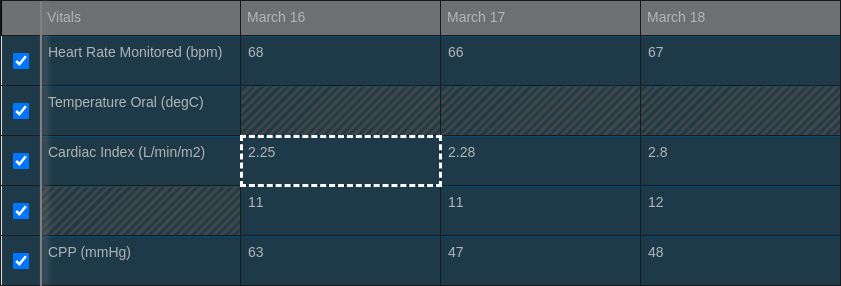 Vitals March 16 March 17 March 18
Heart Rate Monitored (bpm) 68 66 67
Temperature Oral (degC)
Cardiac Index (L/min/m2) 2.25 2.28 2.8
11 11 12
CPP (mmHg) 63 47 48